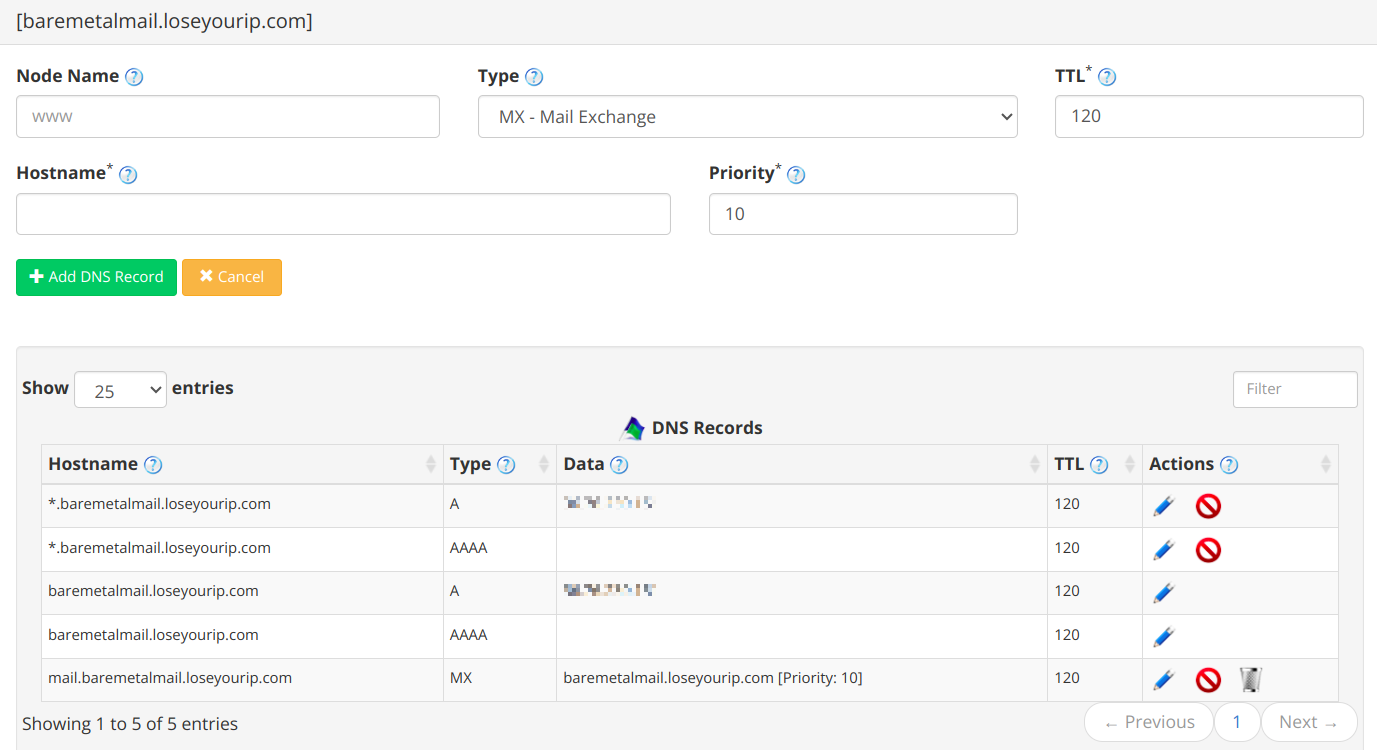 [baremetalmail.loseyourip.com]
Node Name Type TTL*
www MX - Mail Exchange 120
Hostname* Priority*
10
Add DNS Record Cancel
Show 25 entries Filter
DNS Records
Hostname Type Data TTL Actions
*.baremetalmail.loseyourip.com A 120
*.baremetalmail.loseyourip.com AAAA 120
baremetalmail.loseyourip.com A 120
baremetalmail.loseyourip.com AAAA 120
mail.baremetalmail.loseyourip.com MX baremetalmail.loseyourip.com [Priority: 10] 120
Showing 1 to 5 of 5 entries ← Previous 1 Next →